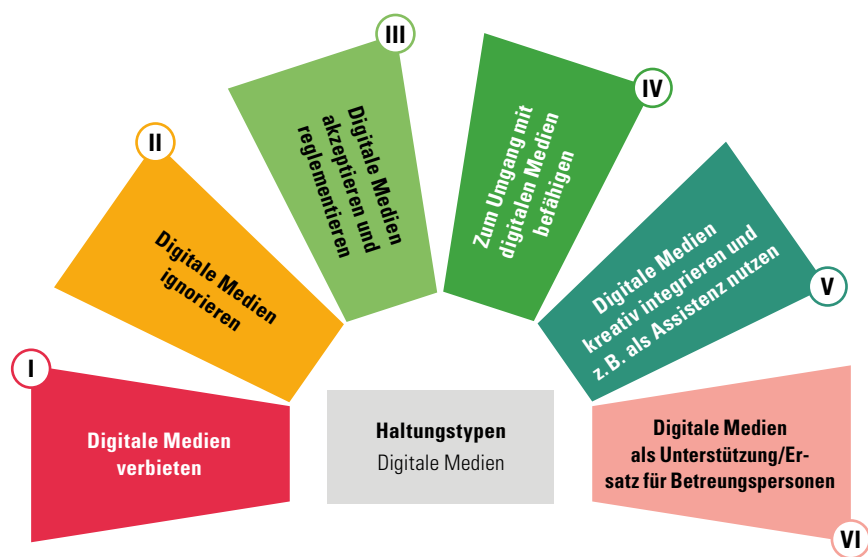 I
Digitale Medien
verbieten
II
Digitale Medien
ignorieren
III
Digitale Medien
akzeptieren und
reglementieren
IV
Zum Umgang mit
digitalen Medien
befähigen
V
Digitale Medien
kreativ integrieren und
z. B. als Assistenz nutzen
VI
Digitale Medien
als Unterstützung/Er-
satz für Betreungspersonen
Haltungstypen
Digitale Medien